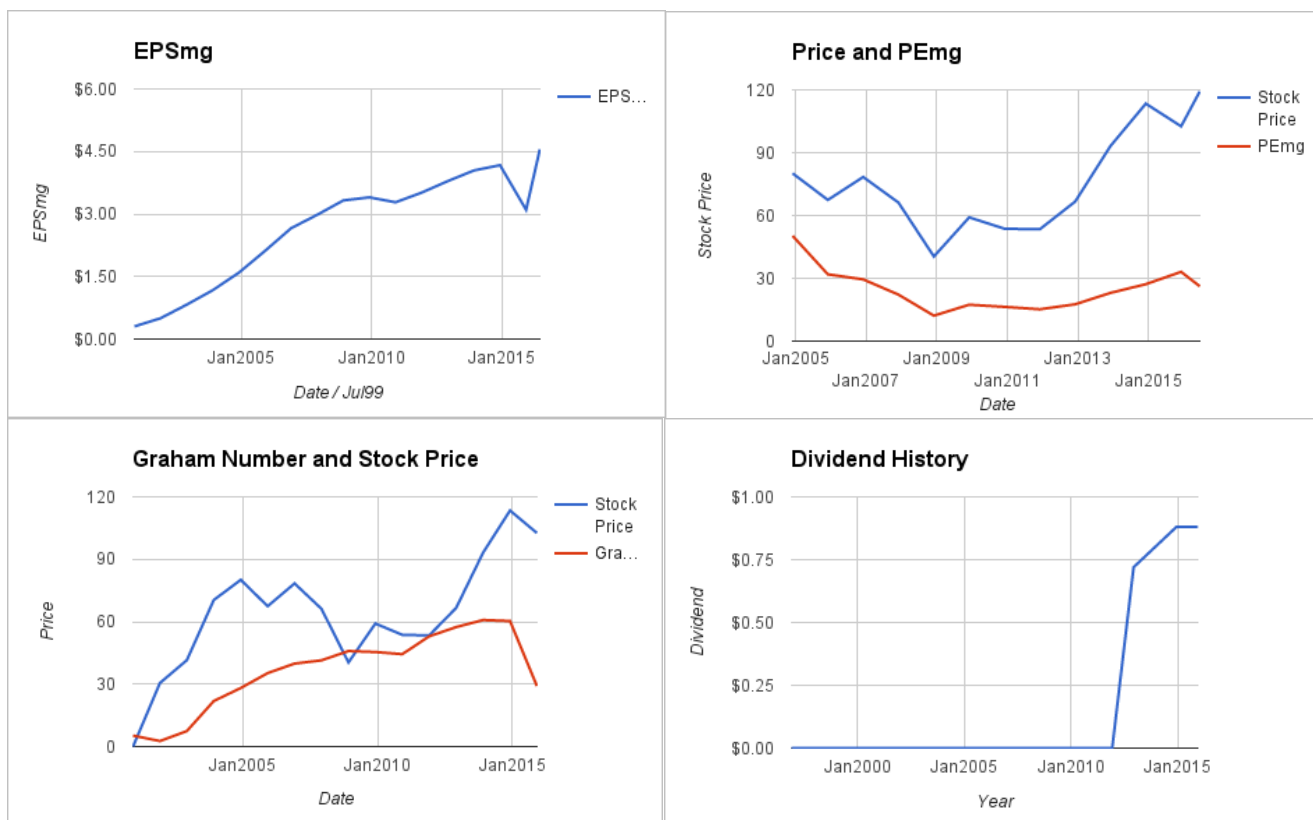 EPSmg
$6.00
$4.50
$3.00
$1.50
$0.00
EPSmg
EPS...
Jan2005 Jan2010 Jan2015
Date / Jul99
Price and PEmg
120
90
60
30
0
Stock Price
Stock
Price
PEmg
Jan2005 Jan2009 Jan2013
Jan2007 Jan2011 Jan2015
Date
Graham Number and Stock Price
120
90
60
30
0
Price
Stock
Price
Gra...
Jan2005 Jan2010 Jan2015
Date
Dividend History
$1.00
$0.75
$0.50
$0.25
$0.00
Dividend
Jan2000 Jan2005 Jan2010 Jan2015
Year